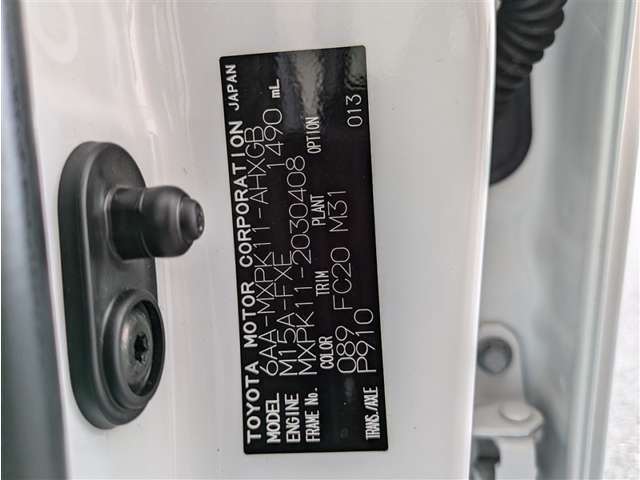 TOYOTA MOTOR CORPORATION JAPAN
MODEL 6AA-MXPK11-AHXGB
ENGINE M15A-FXE 1490 mL
FRAME No. MXPK11-2030408
COLOR TRIM PLANT OPTION
089 FC20 M31 013
TRANS./AXLE P910